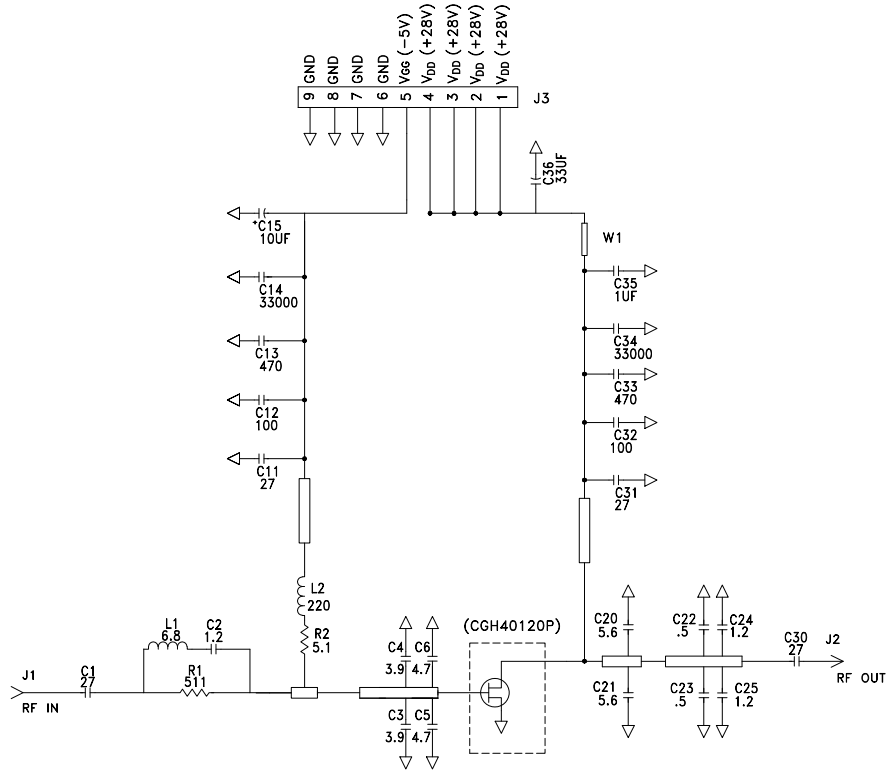 9 GND
8 GND
7 GND
6 GND
5 VGG (-5V)
4 VDD (+28V)
3 VDD (+28V)
2 VDD (+28V)
1 VDD (+28V)
J3
C36
33UF
+C15
10UF
W1
C35
1UF
C14
33000
C34
33000
C13
470
C33
470
C12
100
C32
100
C11
27
C31
27
L2
220
R2
5.1
L1
6.8
C2
1.2
R1
511
J1
RF IN
C1
27
C4
3.9
C6
4.7
C3
3.9
C5
4.7
(CGH40120P)
C20
5.6
C22
.5
C24
1.2
C21
5.6
C23
.5
C25
1.2
C30
27
J2
RF OUT